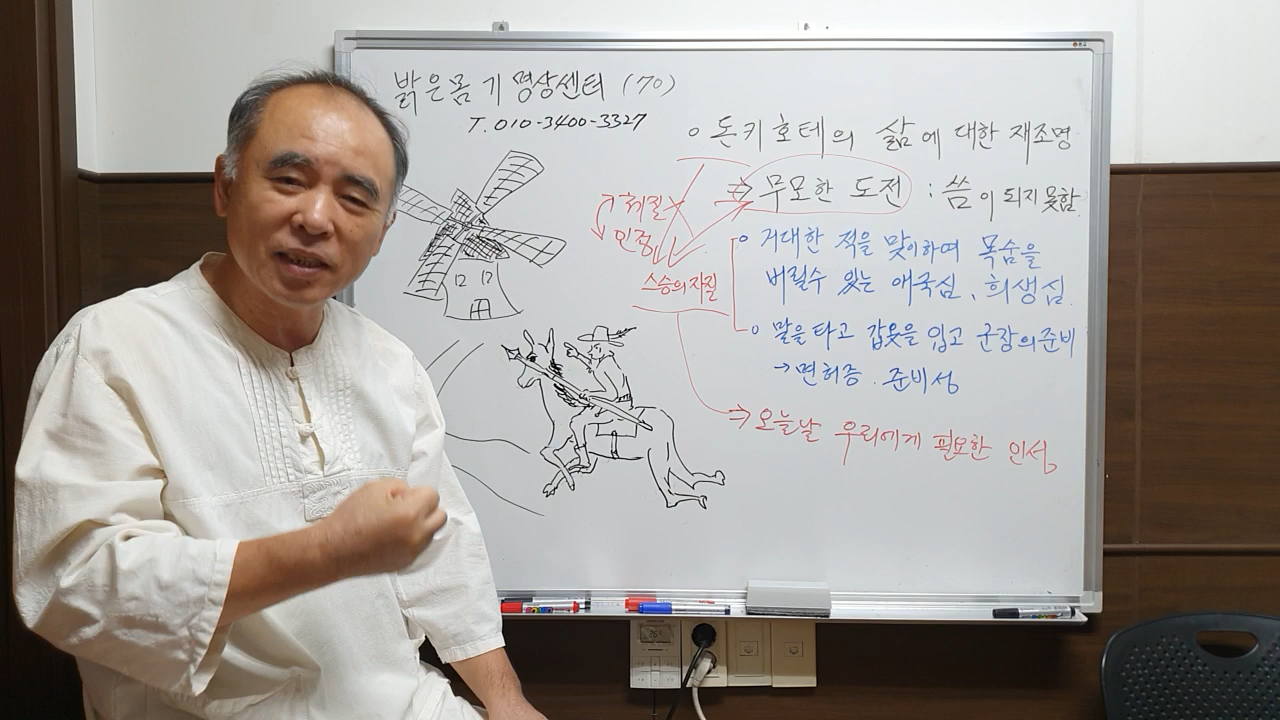 밝은몸 기 명상센터 (70)
T. 010-3400-3327
○ 돈키호테의 삶에 대한 재조명
⇒ 무모한 도전 : 씀이 되지 못함
체질
인정
스승의 자질
○ 거대한 적을 맞이하여 목숨을
버릴수 있는 애국심, 희생심.
○ 말을 타고 갑옷을 입고 군장의 준비
→ 면허증. 준비성
⇒ 오늘날 우리에게 필요한 인성